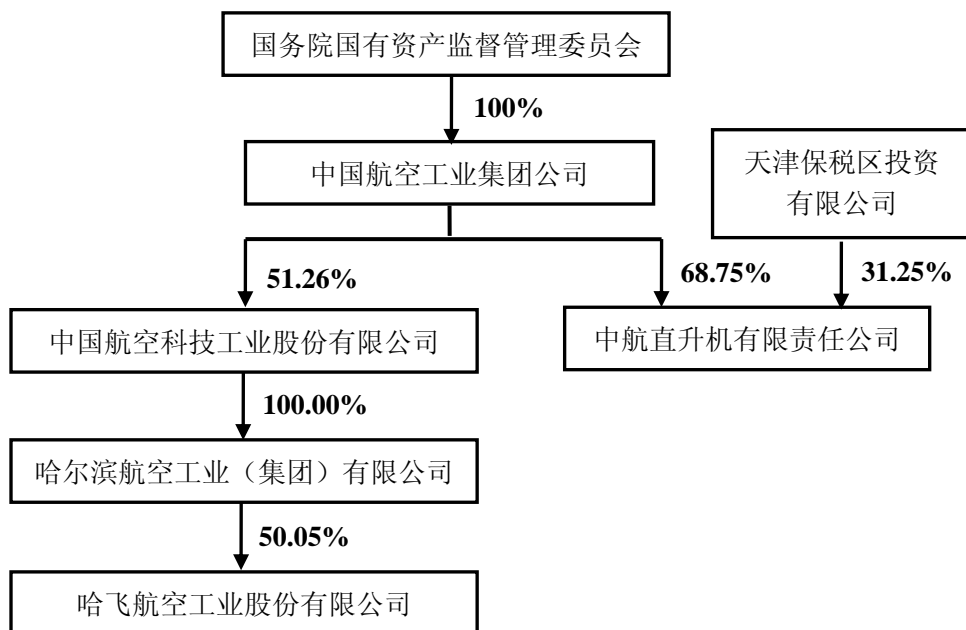 国务院国有资产监督管理委员会
100%
中国航空工业集团公司
天津保税区投资
有限公司
51.26%
68.75%
31.25%
中国航空科技工业股份有限公司
中航直升机有限责任公司
100.00%
哈尔滨航空工业（集团）有限公司
50.05%
哈飞航空工业股份有限公司